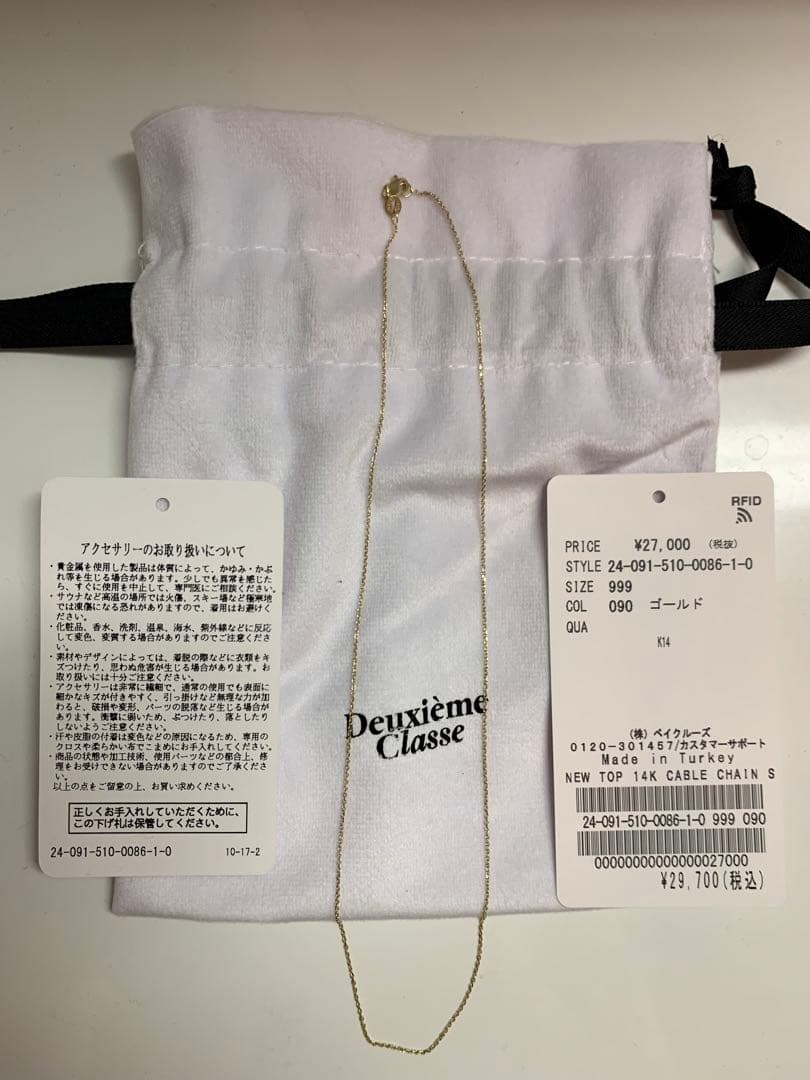 アクセサリーのお取り扱いについて
・貴金属を使用した製品は体質によって、かゆみ・かぶ
れ等を生じる場合があります。少しでも異常を感じた
ら、すぐに使用を中止して、専門医にご相談ください。
・サウナなど高温の場所では火傷、スキー場など極寒地
では凍傷になる恐れがありますので、着用はお避けく
ださい。
・化粧品、香水、洗剤、温泉、海水、紫外線などに反応
して変色、変質する場合がありますのでご注意くださ
い。
・素材やデザインによっては、着脱の際などに衣類をキ
ズつけたり、思わぬ危害が生じる場合があります。お
取り扱いには十分ご注意ください。
・アクセサリーは非常に繊細で、通常の使用でも表面に
細かなキズが付きやすく、引っ掛けなど無理な力が加
わると、破損や変形、パーツの脱落など生じる場合が
あります。衝撃に弱いため、ぶつけたり、落としたり
しないようご注意ください。
・汗や皮脂の付着は変色などの原因になるため、専用の
クロスや柔らかい布でこまめにお手入れしてください。
・商品の状態や加工技術、使用パーツなどの都合上、修
理をお受けできない場合がありますのでご了承くださ
い。
以上の点をご留意の上、お買い求めください。
正しくお手入れしていただくために、
この下げ札は保管してください。
24-091-510-0086-1-0 10-17-2
Deuxième
Classe
RFID
PRICE ¥27,000 (税抜)
STYLE 24-091-510-0086-1-0
SIZE 999
COL 090 ゴールド
QUA
K14
(株) ベイクルーズ
0120-301457/カスタマーサポート
Made in Turkey
NEW TOP 14K CABLE CHAIN S
24-091-510-0086-1-0 999 090
00000000000000027000
¥29,700(税込)